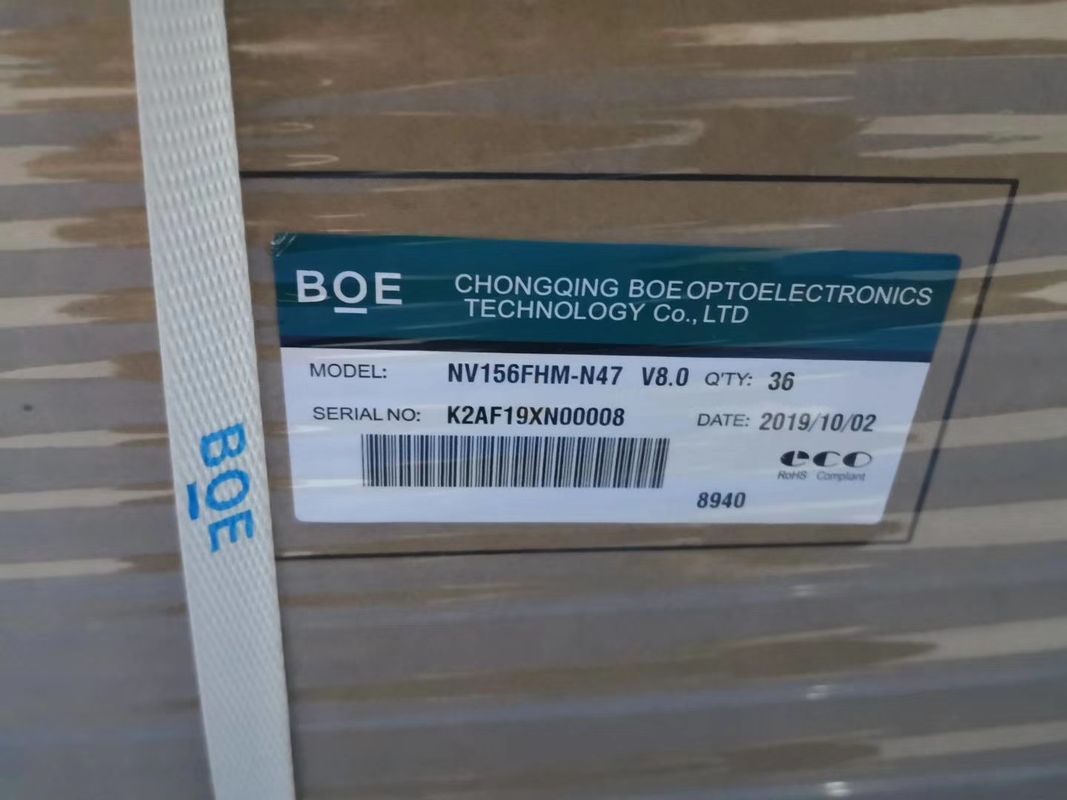 BOE
CHONGQING BOE OPTOELECTRONICS
TECHNOLOGY Co., LTD
MODEL: NV156FHM-N47 V8.0 Q'TY: 36
SERIAL NO: K2AF19XN00008 DATE: 2019/10/02
eco
RoHS Compliant
8940
BOE